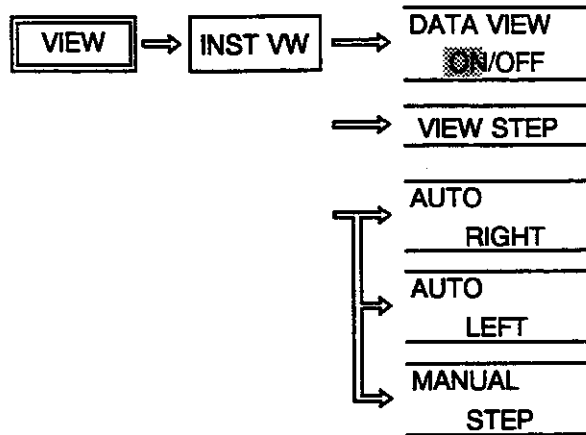 VIEW
INST VW
DATA VIEW
ON/OFF
VIEW STEP
AUTO
RIGHT
AUTO
LEFT
MANUAL
STEP